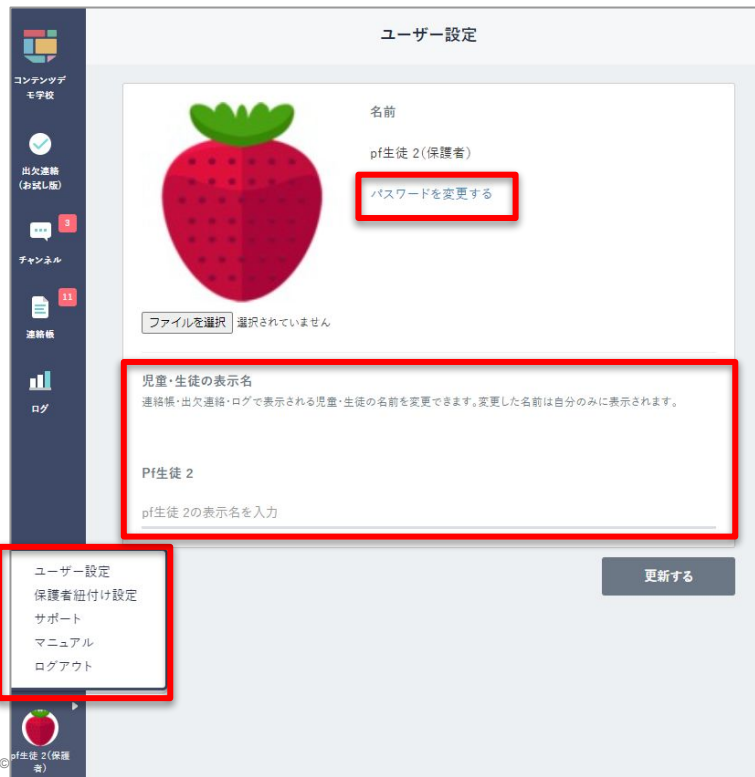 ユーザー設定
コンテンツデ
モ学校
出欠連絡
(お試し版)
3
チャンネル
11
連絡帳
ログ
名前
pf生徒 2(保護者)
パスワードを変更する
ファイルを選択 選択されていません
児童・生徒の表示名
連絡帳・出欠連絡・ログで表示される児童・生徒の名前を変更できます。変更した名前は自分のみに表示されます。
Pf生徒 2
pf生徒 2の表示名を入力
更新する
ユーザー設定
保護者紐付け設定
サポート
マニュアル
ログアウト
pf生徒 2(保護
者)
©